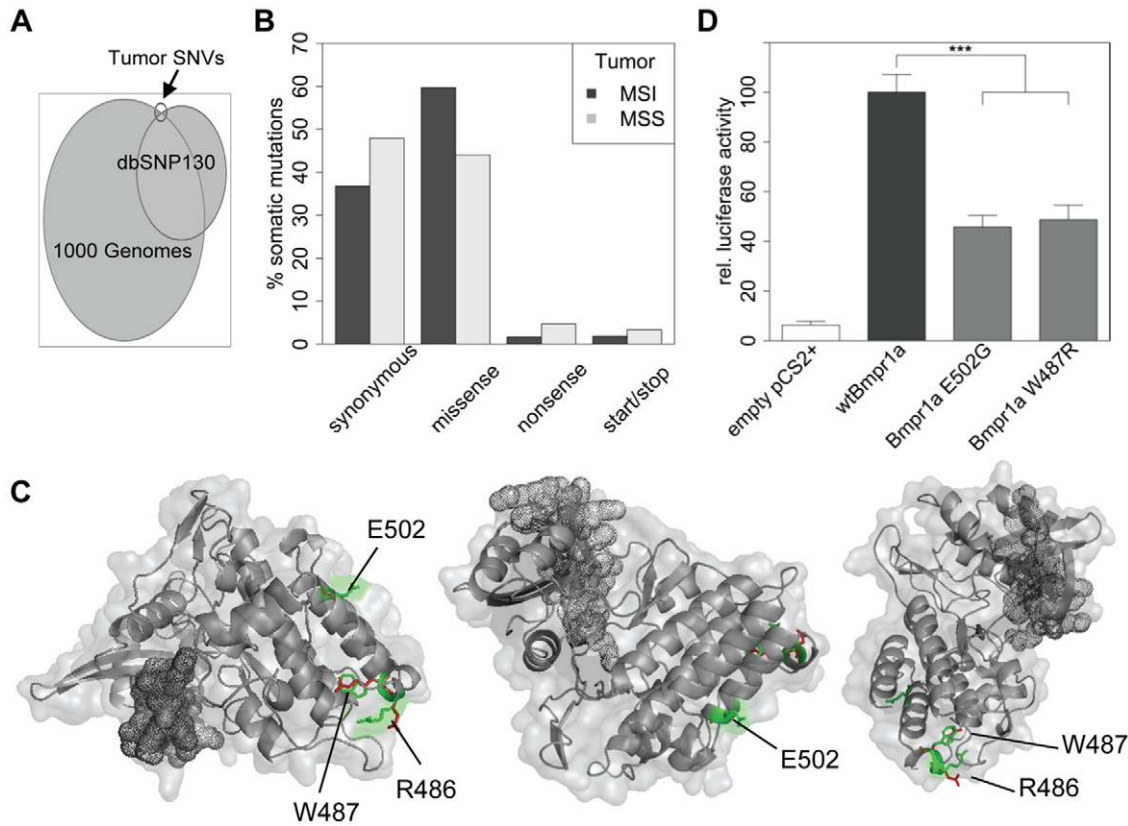 A
Tumor SNVs
dbSNP130
1000 Genomes
B
% somatic mutations
70
60
50
40
30
20
10
0
Tumor
MSI
MSS
synonymous
missense
nonsense
start/stop
D
rel. luciferase activity
100
80
60
40
20
0
***
empty pCS2+
wtBmpr1a
Bmpr1a E502G
Bmpr1a W487R
C
E502
W487
R486
E502
W487
R486